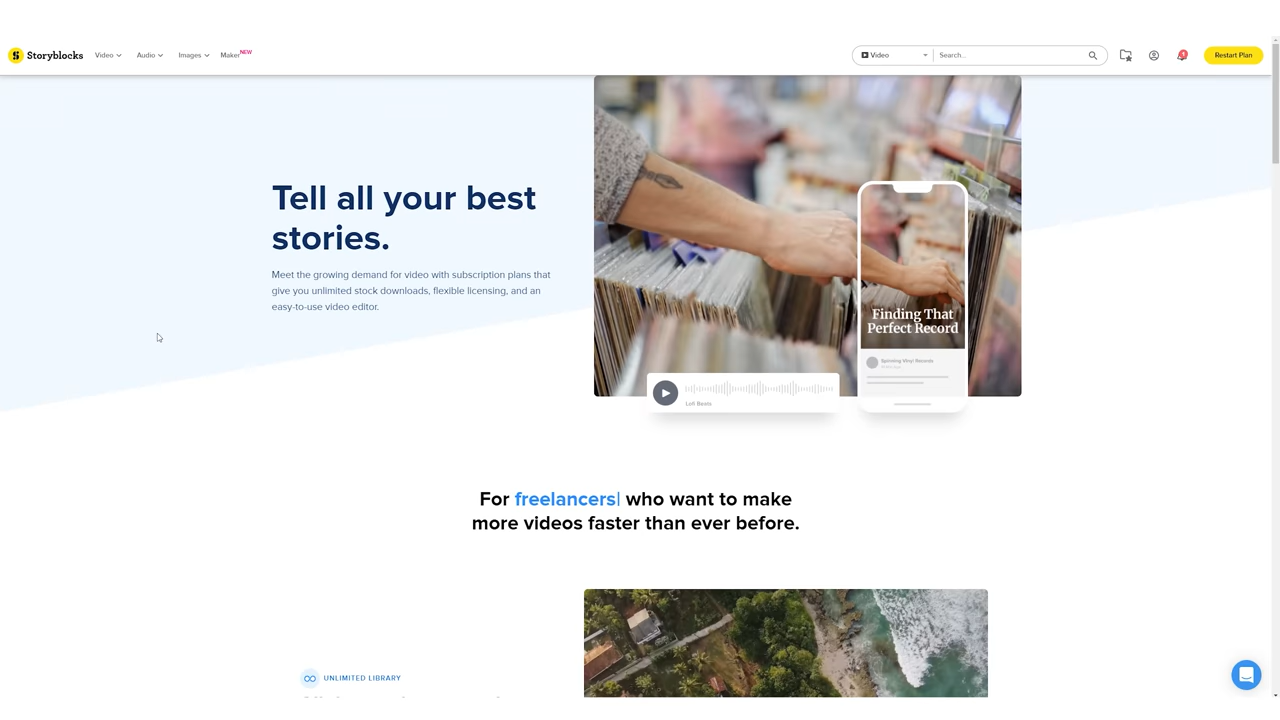 Storyblocks
Video
Audio
Images
Maker NEW
Video
Search...
Restart Plan
Tell all your best
stories.
Meet the growing demand for video with subscription plans that
give you unlimited stock downloads, flexible licensing, and an
easy-to-use video editor.
Finding That
Perfect Record
Spinning Vinyl Records
Lofi Beats
For freelancers| who want to make
more videos faster than ever before.
UNLIMITED LIBRARY